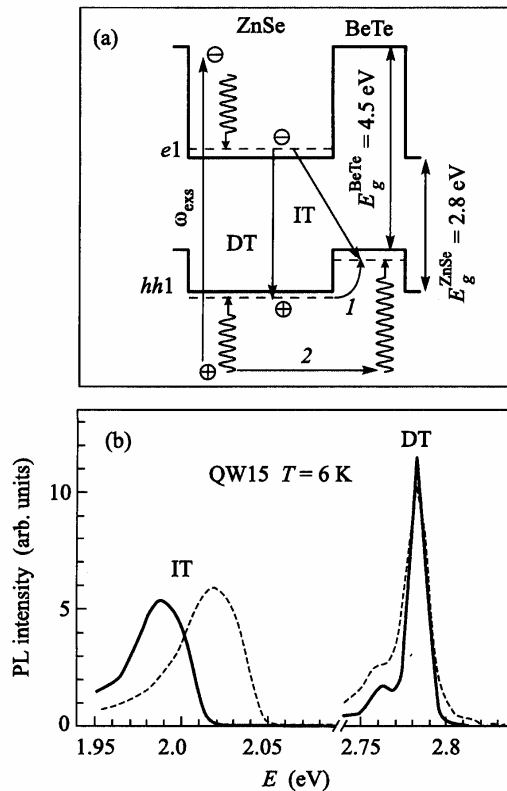 (a)
ZnSe
BeTe
e1
ω_exs
DT
IT
E_g^BeTe = 4.5 eV
E_g^ZnSe = 2.8 eV
hh1
1
2
(b)
DT
QW15 T = 6 K
IT
PL intensity (arb. units)
10
5
0
1.95
2.0
2.05
2.75
2.8
E (eV)